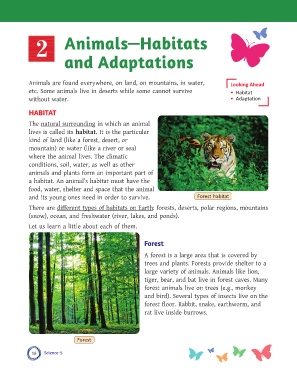 2
Animals—Habitats
and Adaptations
Animals are found everywhere, on land, on mountains, in water,
etc. Some animals live in deserts while some cannot survive
without water.
Looking Ahead
• Habitat
• Adaptation
HABITAT
The natural surrounding in which an animal
lives is called its habitat. It is the particular
kind of land (like a forest, desert, or
mountain) or water (like a river or sea)
where the animal lives. The climatic
conditions, soil, water, as well as other
animals and plants form an important part of
a habitat. An animal's habitat must have the
food, water, shelter and space that the animal
and its young ones need in order to survive.
Forest habitat
There are different types of habitats on Earth: forests, deserts, polar regions, mountains
(snow), ocean, and freshwater (river, lakes, and ponds).
Let us learn a little about each of them.
Forest
A forest is a large area that is covered by
trees and plants. Forests provide shelter to a
large variety of animals. Animals like lion,
tiger, bear, and bat live in forest caves. Many
forest animals live on trees (e.g., monkey
and bird). Several types of insects live on the
forest floor. Rabbit, snake, earthworm, and
rat live inside burrows.
Forest
Science-5